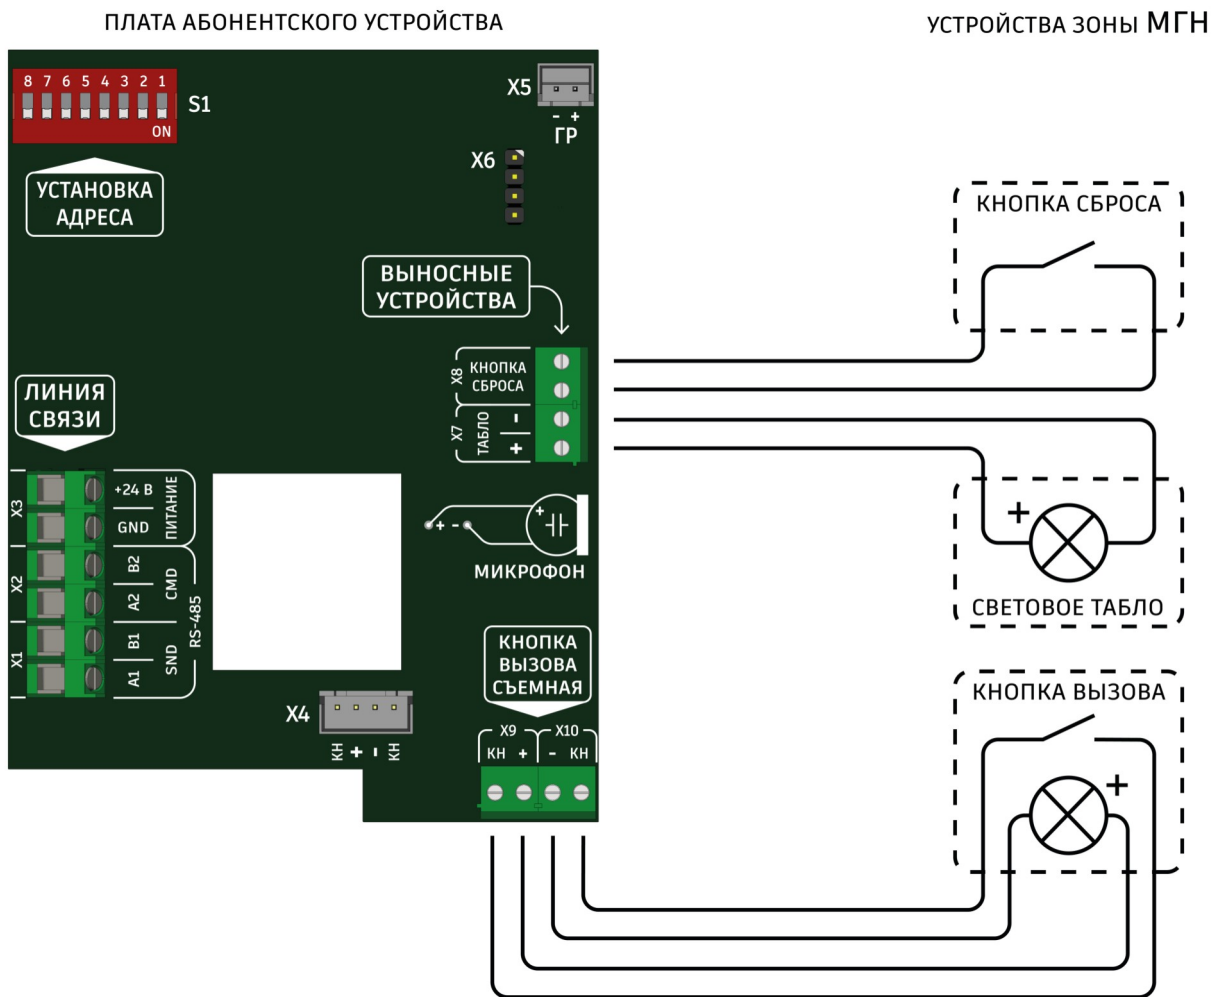 ПЛАТА АБОНЕНТСКОГО УСТРОЙСТВА
УСТРОЙСТВА ЗОНЫ МГН
8 7 6 5 4 3 2 1
ON
S1
УСТАНОВКА
АДРЕСА
X5
- +
ГР
X6
ВЫНОСНЫЕ
УСТРОЙСТВА
X8
КНОПКА
СБРОСА
X7
ТАБЛО
-
+
ЛИНИЯ
СВЯЗИ
X3
+24 В
GND
ПИТАНИЕ
X2
B2
A2
CMD
X1
B1
A1
SND
RS-485
+ -
+
МИКРОФОН
КНОПКА
ВЫЗОВА
СЪЕМНАЯ
X4
КН + - КН
X9 X10
КН + - КН
КНОПКА СБРОСА
+
СВЕТОВОЕ ТАБЛО
КНОПКА ВЫЗОВА
+